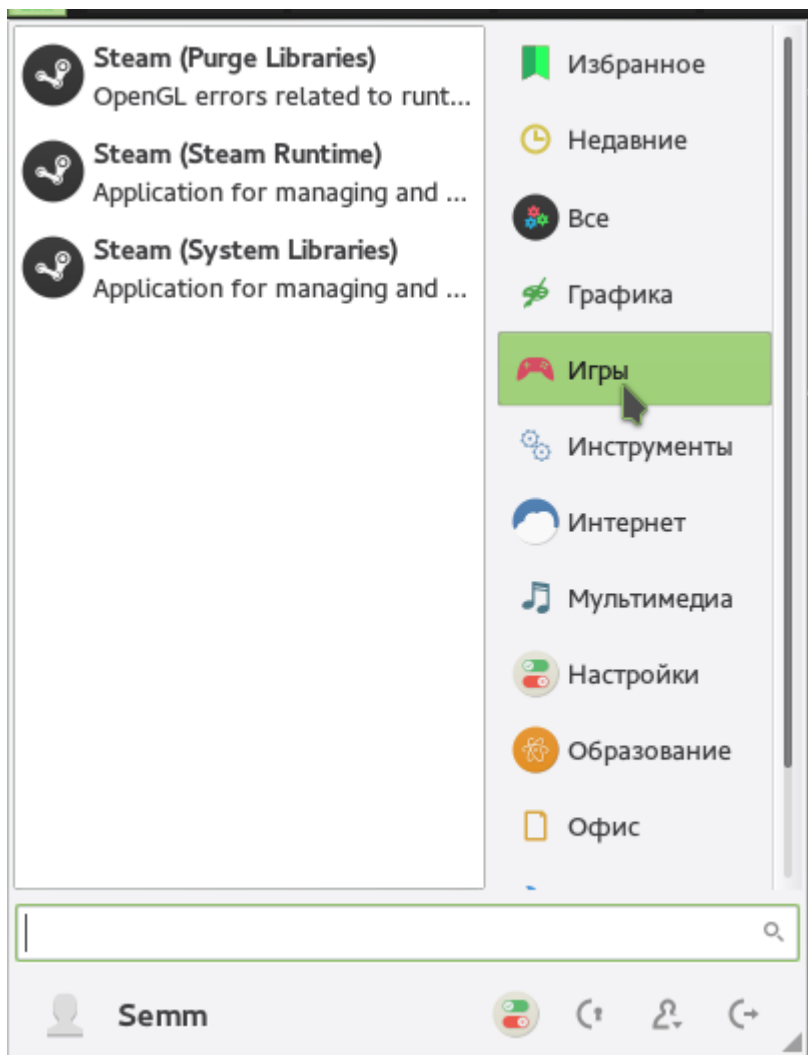 Steam (Purge Libraries)
OpenGL errors related to runt...
Steam (Steam Runtime)
Application for managing and ...
Steam (System Libraries)
Application for managing and ...
Избранное
Недавние
Все
Графика
Игры
Инструменты
Интернет
Мультимедиа
Настройки
Образование
Офис
Semm